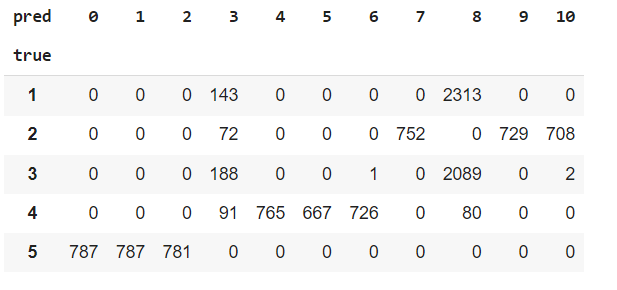 pred 0 1 2 3 4 5 6 7 8 9 10
true
1 0 0 0 143 0 0 0 0 2313 0 0
2 0 0 0 72 0 0 0 752 0 729 708
3 0 0 0 188 0 0 1 0 2089 0 2
4 0 0 0 91 765 667 726 0 80 0 0
5 787 787 781 0 0 0 0 0 0 0 0